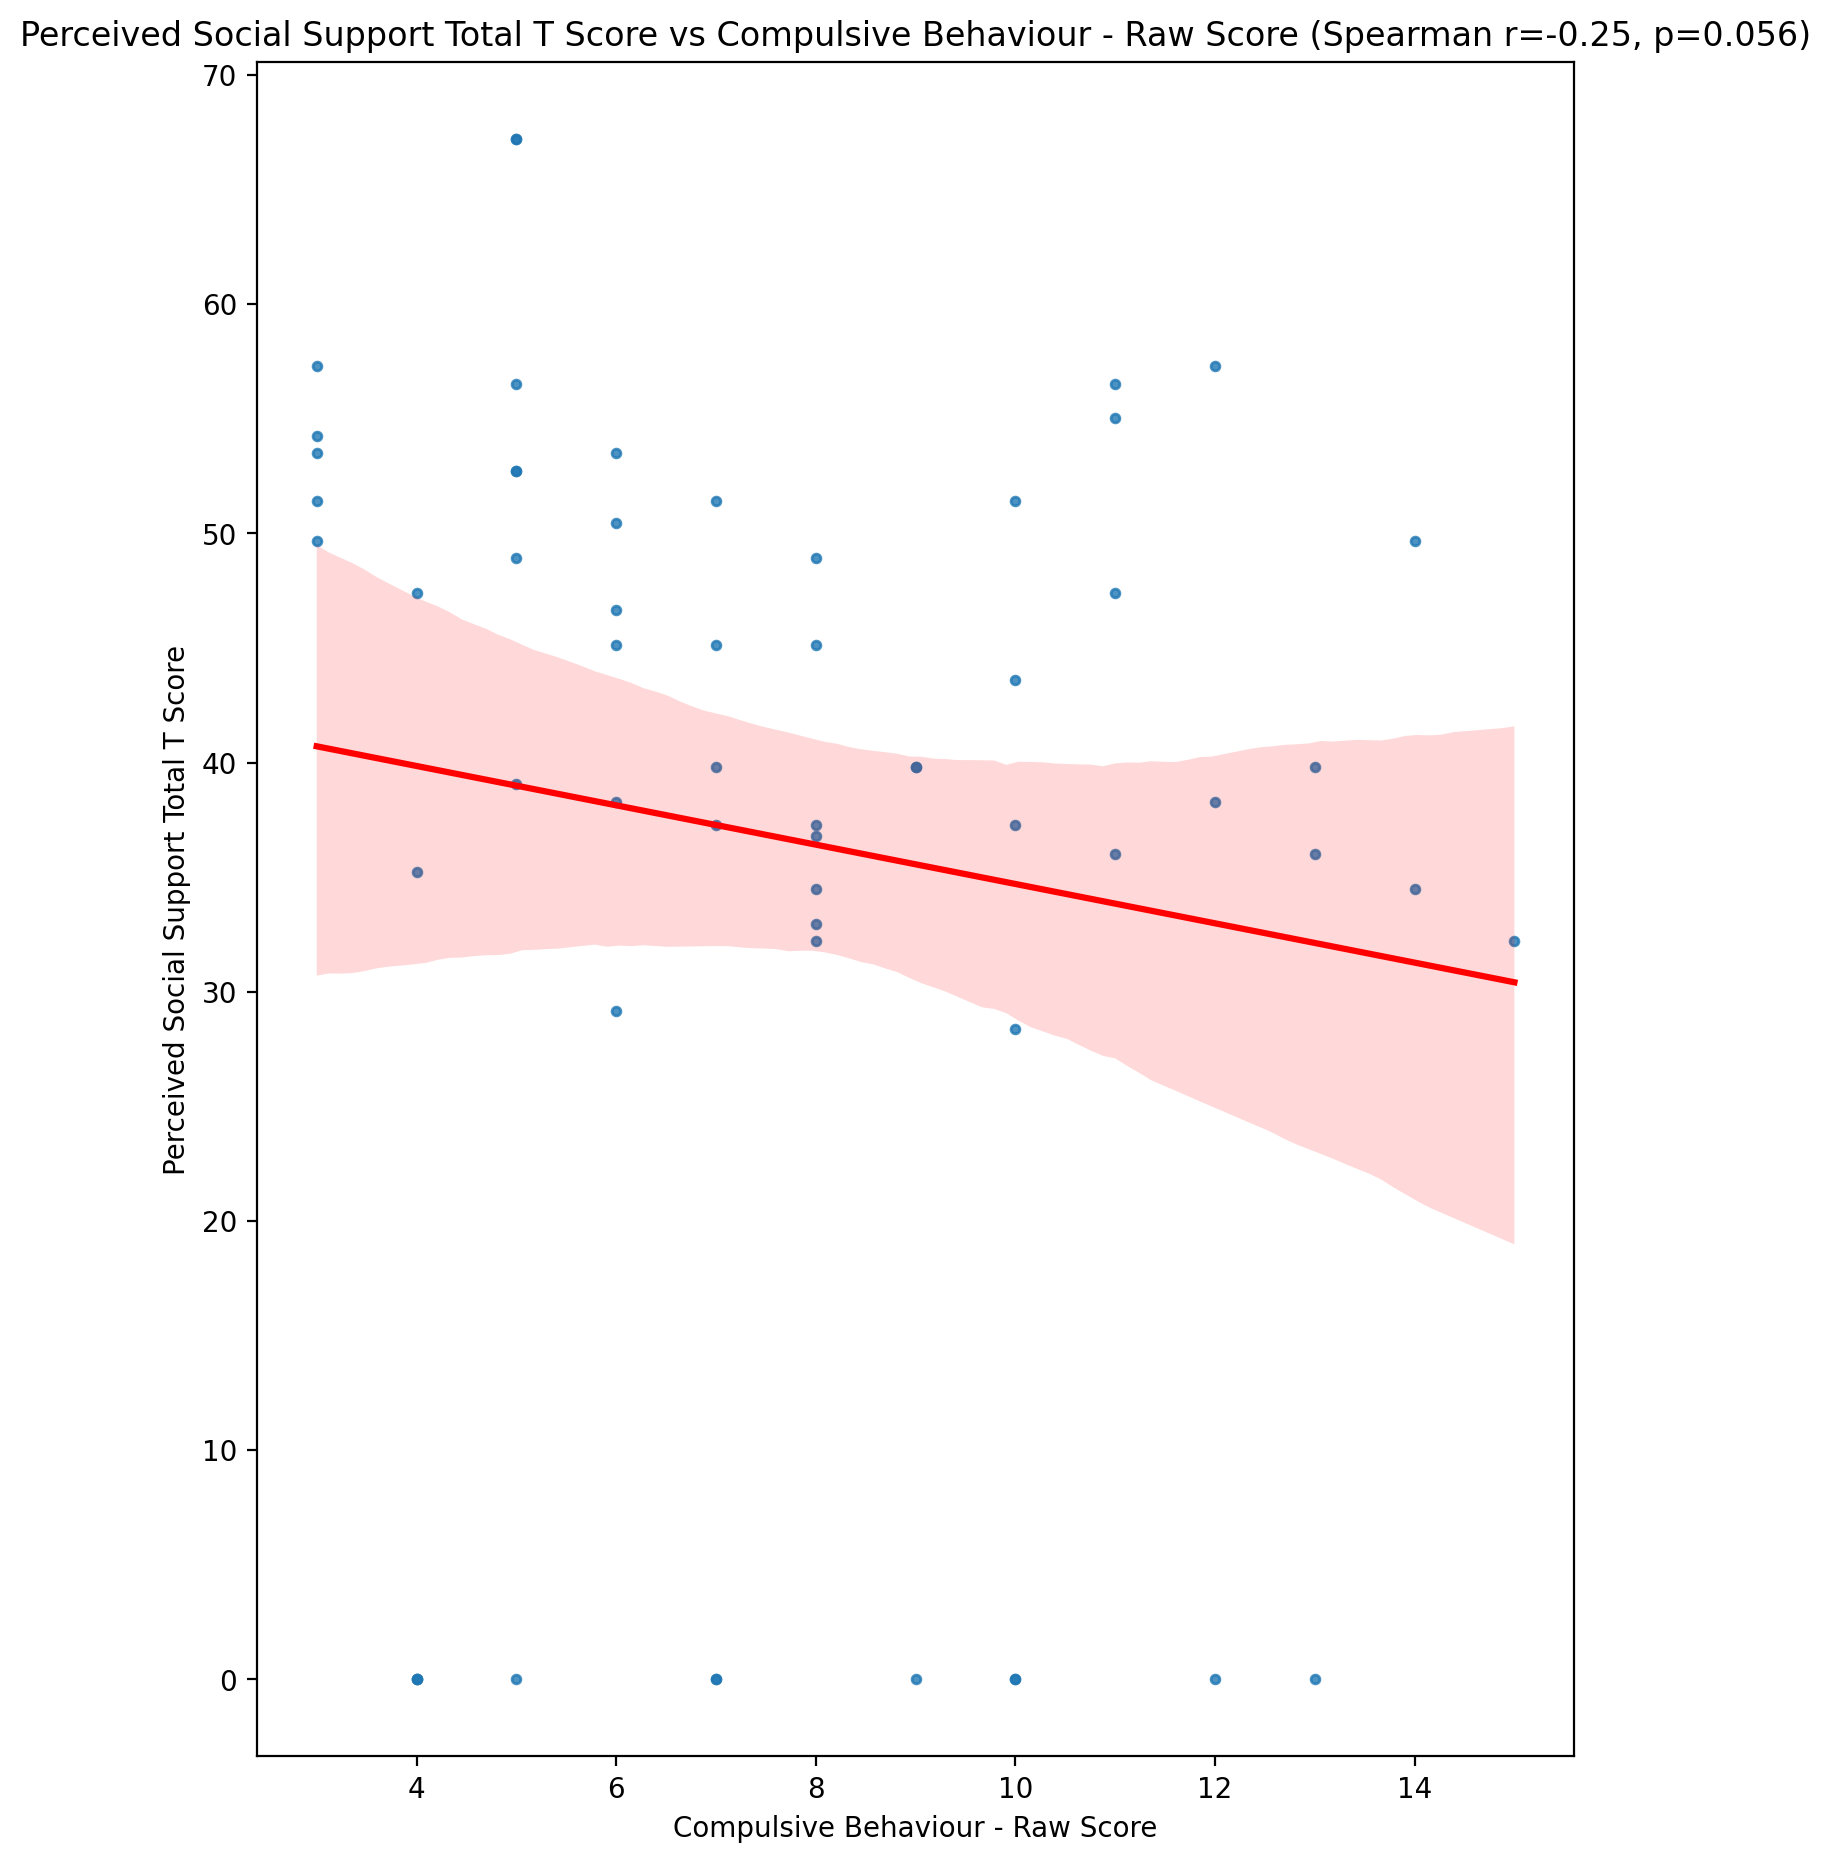 Perceived Social Support Total T Score vs Compulsive Behaviour - Raw Score (Spearman r=-0.25, p=0.056)
70
60
50
40
30
20
10
0
Perceived Social Support Total T Score
4 6 8 10 12 14
Compulsive Behaviour - Raw Score